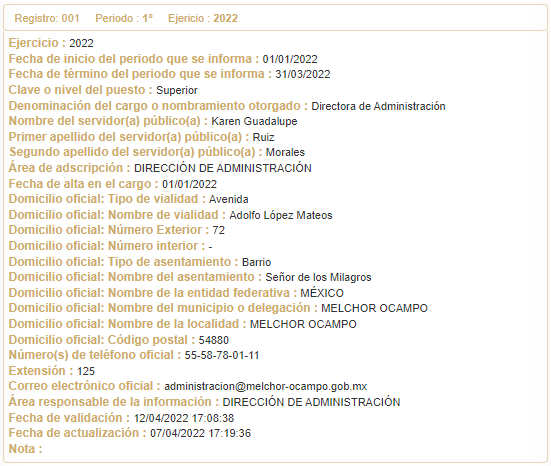 Registro: 001 Periodo : 1º Ejericio : 2022
Ejercicio : 2022
Fecha de inicio del periodo que se informa : 01/01/2022
Fecha de término del periodo que se informa : 31/03/2022
Clave o nivel del puesto : Superior
Denominación del cargo o nombramiento otorgado : Directora de Administración
Nombre del servidor(a) público(a) : Karen Guadalupe
Primer apellido del servidor(a) público(a) : Ruiz
Segundo apellido del servidor(a) público(a) : Morales
Área de adscripción : DIRECCIÓN DE ADMINISTRACIÓN
Fecha de alta en el cargo : 01/01/2022
Domicilio oficial: Tipo de vialidad : Avenida
Domicilio oficial: Nombre de vialidad : Adolfo López Mateos
Domicilio oficial: Número Exterior : 72
Domicilio oficial: Número interior : -
Domicilio oficial: Tipo de asentamiento : Barrio
Domicilio oficial: Nombre del asentamiento : Señor de los Milagros
Domicilio oficial: Nombre de la entidad federativa : MÉXICO
Domicilio oficial: Nombre del municipio o delegación : MELCHOR OCAMPO
Domicilio oficial: Nombre de la localidad : MELCHOR OCAMPO
Domicilio oficial: Código postal : 54880
Número(s) de teléfono oficial : 55-58-78-01-11
Extensión : 125
Correo electrónico oficial : administracion@melchor-ocampo.gob.mx
Área responsable de la información : DIRECCIÓN DE ADMINISTRACIÓN
Fecha de validación : 12/04/2022 17:08:38
Fecha de actualización : 07/04/2022 17:19:36
Nota :